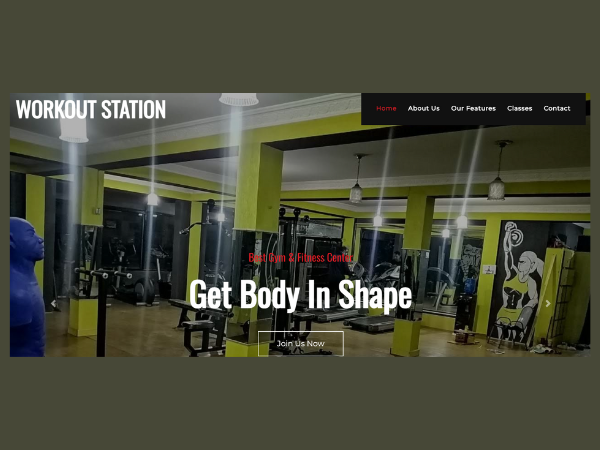 WORKOUT STATION
Home About Us Our Features Classes Contact
Best Gym & Fitness Center
Get Body In Shape
Join Us Now